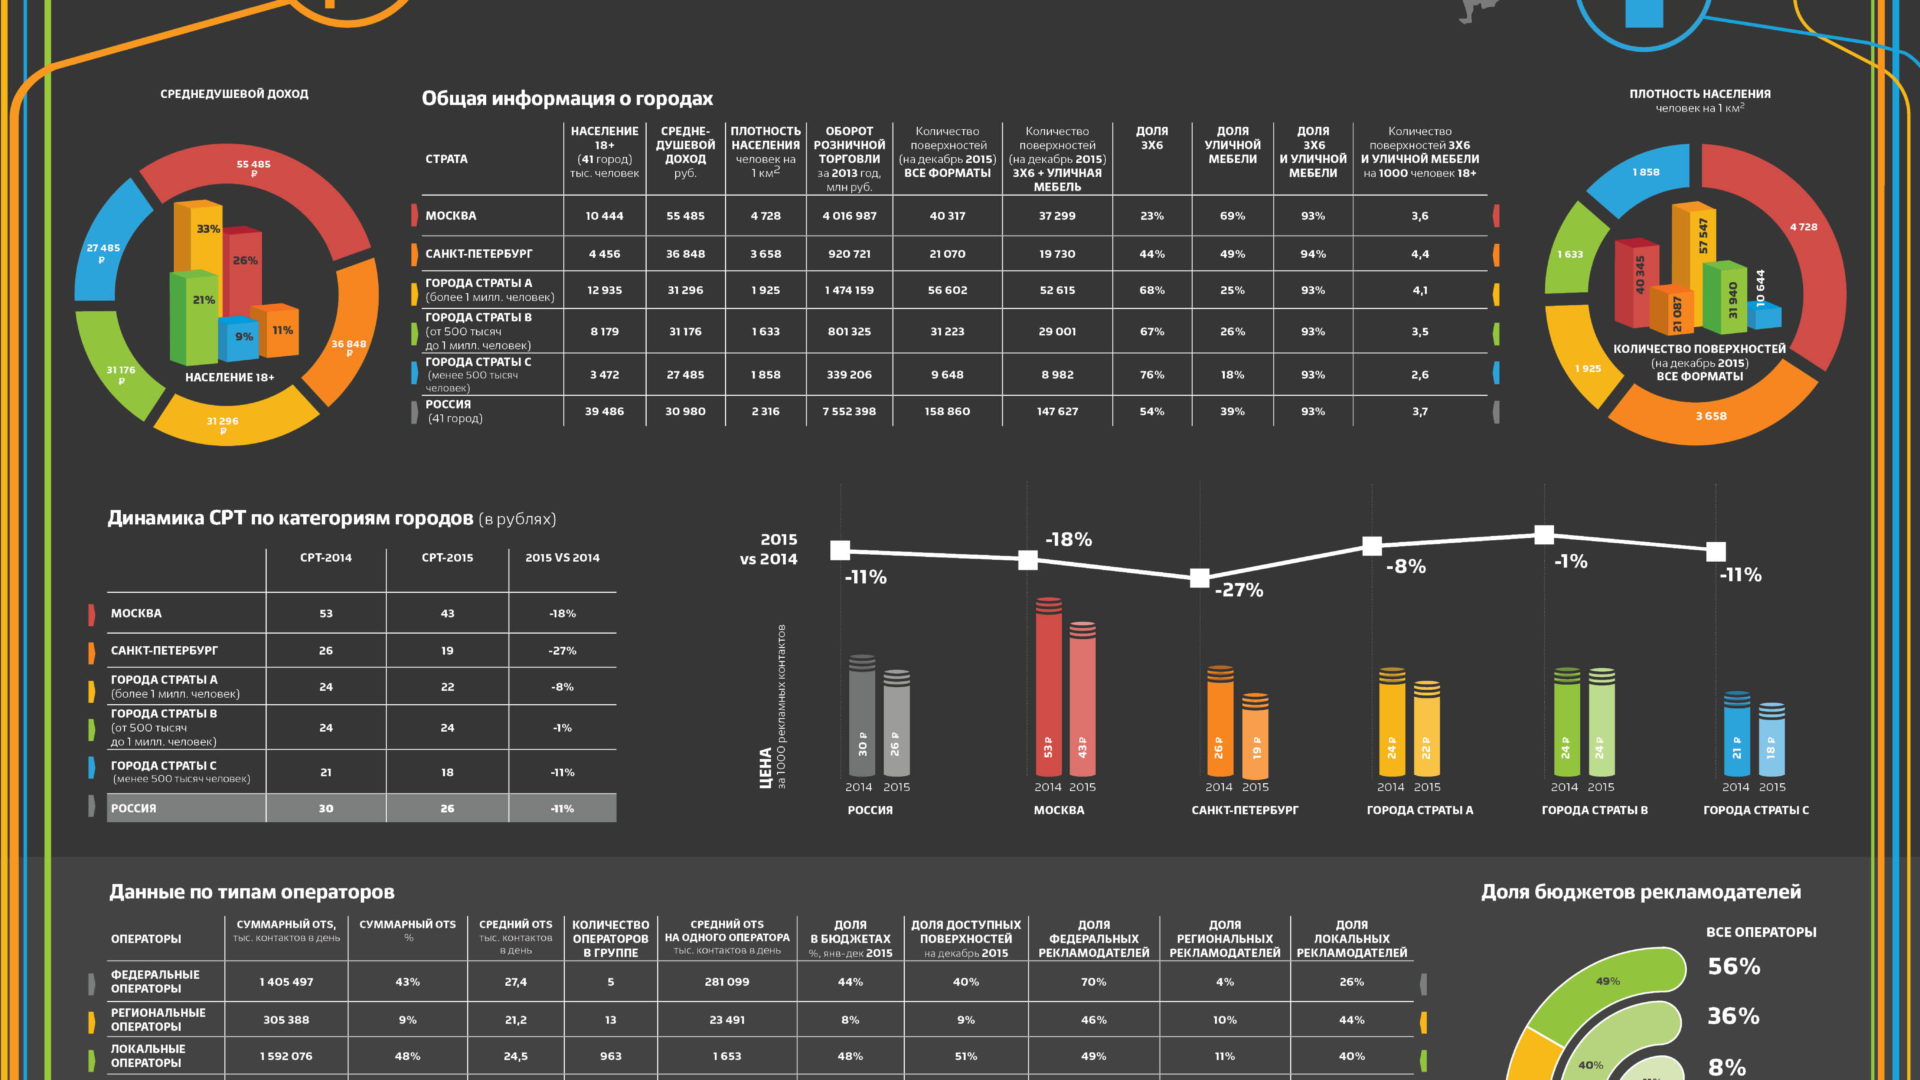 СРЕДНЕДУШЕВОЙ ДОХОД
55 485
₽
27 485
₽
33%
26%
21%
9%
11%
36 848
₽
31 176
₽
НАСЕЛЕНИЕ 18+
31 296
₽
Общая информация о городах
СТРАТА
НАСЕЛЕНИЕ
18+
(41 город)
тыс. человек
СРЕДНЕ-
ДУШЕВОЙ
ДОХОД
руб.
ПЛОТНОСТЬ
НАСЕЛЕНИЯ
человек на
1 км2
ОБОРОТ
РОЗНИЧНОЙ
ТОРГОВЛИ
за 2013 год,
млн руб.
Количество
поверхностей
(на декабрь 2015)
ВСЕ ФОРМАТЫ
Количество
поверхностей
(на декабрь 2015)
3X6 + УЛИЧНАЯ
МЕБЕЛЬ
ДОЛЯ
3X6
ДОЛЯ
УЛИЧНОЙ
МЕБЕЛИ
ДОЛЯ
3X6
И УЛИЧНОЙ
МЕБЕЛИ
Количество
поверхностей 3X6
И УЛИЧНОЙ МЕБЕЛИ
на 1000 человек 18+
МОСКВА 10 444 55 485 4 728 4 016 987 40 317 37 299 23% 69% 93% 3,6
САНКТ-ПЕТЕРБУРГ 4 456 36 848 3 658 920 721 21 070 19 730 44% 49% 94% 4,4
ГОРОДА СТРАТЫ А
(более 1 милл. человек)
12 935 31 296 1 925 1 474 159 56 602 52 615 68% 25% 93% 4,1
ГОРОДА СТРАТЫ В
(от 500 тысяч
до 1 милл. человек)
8 179 31 176 1 633 801 325 31 223 29 001 67% 26% 93% 3,5
ГОРОДА СТРАТЫ С
(менее 500 тысяч
человек)
3 472 27 485 1 858 339 206 9 648 8 982 76% 18% 93% 2,6
РОССИЯ
(41 город)
39 486 30 980 2 316 7 552 398 158 860 147 627 54% 39% 93% 3,7
ПЛОТНОСТЬ НАСЕЛЕНИЯ
человек на 1 км2
1 858
4 728
1 633
40 345
21 087
57 547
31 940
10 644
КОЛИЧЕСТВО ПОВЕРХНОСТЕЙ
(на декабрь 2015)
ВСЕ ФОРМАТЫ
1 925
3 658
Динамика CPT по категориям городов (в рублях)
CPT-2014 CPT-2015 2015 VS 2014
МОСКВА 53 43 -18%
САНКТ-ПЕТЕРБУРГ 26 19 -27%
ГОРОДА СТРАТЫ А
(более 1 милл. человек)
24 22 -8%
ГОРОДА СТРАТЫ В
(от 500 тысяч
до 1 милл. человек)
24 24 -1%
ГОРОДА СТРАТЫ С
(менее 500 тысяч человек)
21 18 -11%
РОССИЯ 30 26 -11%
2015
vs 2014
-11%
-18%
-27%
-8%
-1%
-11%
ЦЕНА
за 1000 рекламных контактов
30 ₽
26 ₽
53 ₽
43 ₽
26 ₽
19 ₽
24 ₽
22 ₽
24 ₽
24 ₽
21 ₽
18 ₽
2014 2015 2014 2015 2014 2015 2014 2015 2014 2015 2014 2015
РОССИЯ МОСКВА САНКТ-ПЕТЕРБУРГ ГОРОДА СТРАТЫ А ГОРОДА СТРАТЫ В ГОРОДА СТРАТЫ С
Данные по типам операторов
ОПЕРАТОРЫ
СУММАРНЫЙ OTS,
тыс. контактов в день
СУММАРНЫЙ OTS
%
СРЕДНИЙ OTS
тыс. контактов
в день
КОЛИЧЕСТВО
ОПЕРАТОРОВ
В ГРУППЕ
СРЕДНИЙ OTS
НА ОДНОГО ОПЕРАТОРА
тыс. контактов в день
ДОЛЯ
В БЮДЖЕТАХ
%, янв-дек 2015
ДОЛЯ ДОСТУПНЫХ
ПОВЕРХНОСТЕЙ
на декабрь 2015
ДОЛЯ
ФЕДЕРАЛЬНЫХ
РЕКЛАМОДАТЕЛЕЙ
ДОЛЯ
РЕГИОНАЛЬНЫХ
РЕКЛАМОДАТЕЛЕЙ
ДОЛЯ
ЛОКАЛЬНЫХ
РЕКЛАМОДАТЕЛЕЙ
ФЕДЕРАЛЬНЫЕ
ОПЕРАТОРЫ
1 405 497 43% 27,4 5 281 099 44% 40% 70% 4% 26%
РЕГИОНАЛЬНЫЕ
ОПЕРАТОРЫ
305 388 9% 21,2 13 23 491 8% 9% 46% 10% 44%
ЛОКАЛЬНЫЕ
ОПЕРАТОРЫ
1 592 076 48% 24,5 963 1 653 48% 51% 49% 11% 40%
Доля бюджетов рекламодателей
ВСЕ ОПЕРАТОРЫ
56%
49%
36%
40%
8%